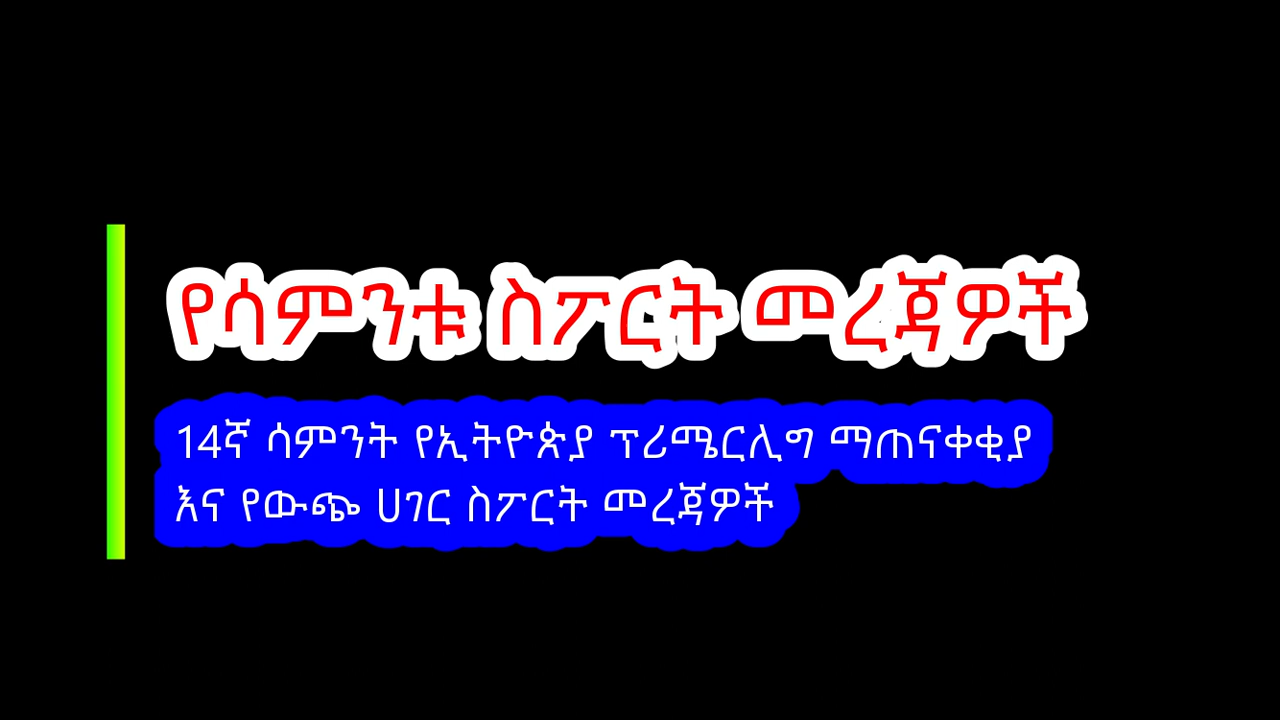 የሳምንቱ ስፖርት መረጃዎች
14ኛ ሳምንት የኢትዮጵያ ፕሪሜርሊግ ማጠናቀቂያ
እና የውጭ ሀገር ስፖርት መረጃዎች